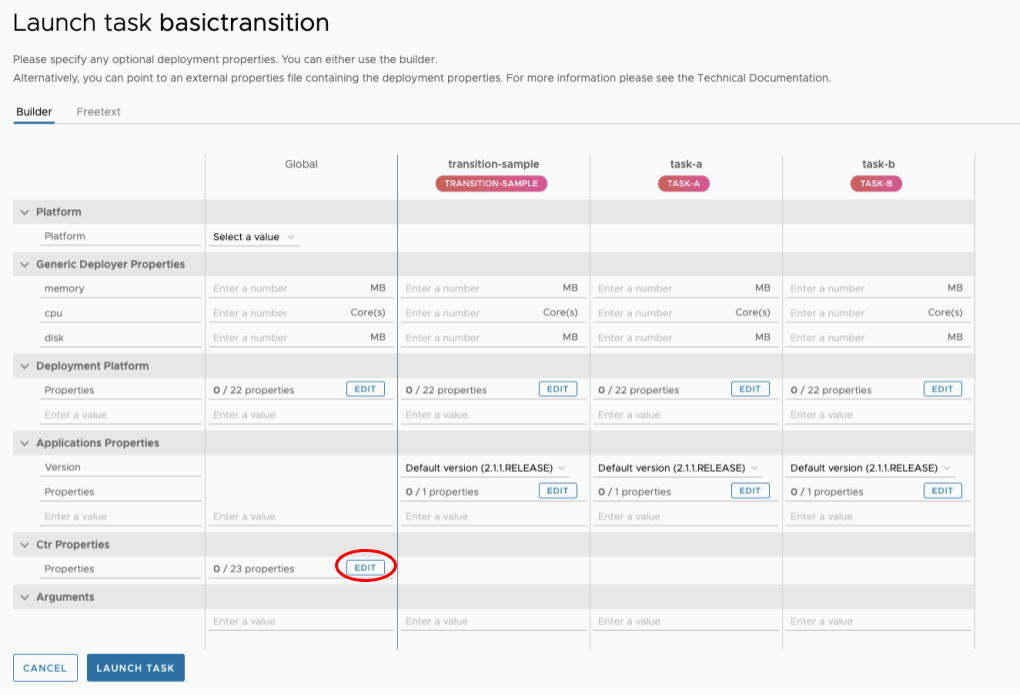 Launch task basictransition
Please specify any optional deployment properties. You can either use the builder.
Alternatively, you can point to an external properties file containing the deployment properties. For more information please see the Technical Documentation.
Builder Freetext
Global transition-sample task-a task-b
TRANSITION-SAMPLE TASK-A TASK-B
Platform
Platform Select a value
Generic Deployer Properties
memory Enter a number MB Enter a number MB Enter a number MB Enter a number MB
cpu Enter a number Core(s) Enter a number Core(s) Enter a number Core(s) Enter a number Core(s)
disk Enter a number MB Enter a number MB Enter a number MB Enter a number MB
Deployment Platform
Properties 0 / 22 properties EDIT 0 / 22 properties EDIT 0 / 22 properties EDIT 0 / 22 properties EDIT
Enter a value Enter a value Enter a value Enter a value Enter a value
Applications Properties
Version Default version (2.1.1.RELEASE) Default version (2.1.1.RELEASE) Default version (2.1.1.RELEASE)
Properties 0 / 1 properties EDIT 0 / 1 properties EDIT 0 / 1 properties EDIT
Enter a value Enter a value Enter a value Enter a value Enter a value
Ctr Properties
Properties 0 / 23 properties EDIT
Arguments
Enter a value Enter a value Enter a value Enter a value
CANCEL LAUNCH TASK